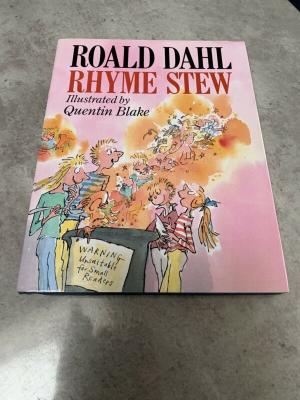 ROALD DAHL
RHYME STEW
Illustrated by
Quentin Blake
WARNING
Unsuitable
for Small
Readers